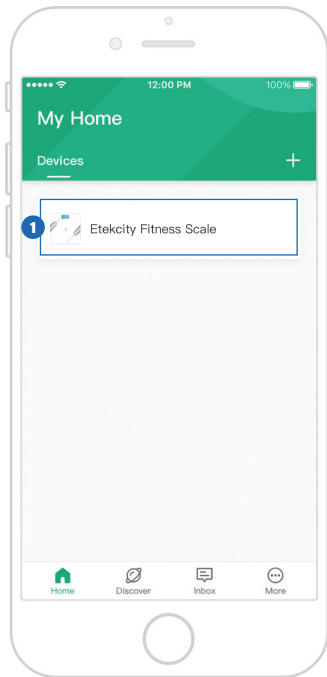 12:00 PM 100%
My Home
Devices +
1 Etekcity Fitness Scale
Home Discover Inbox More